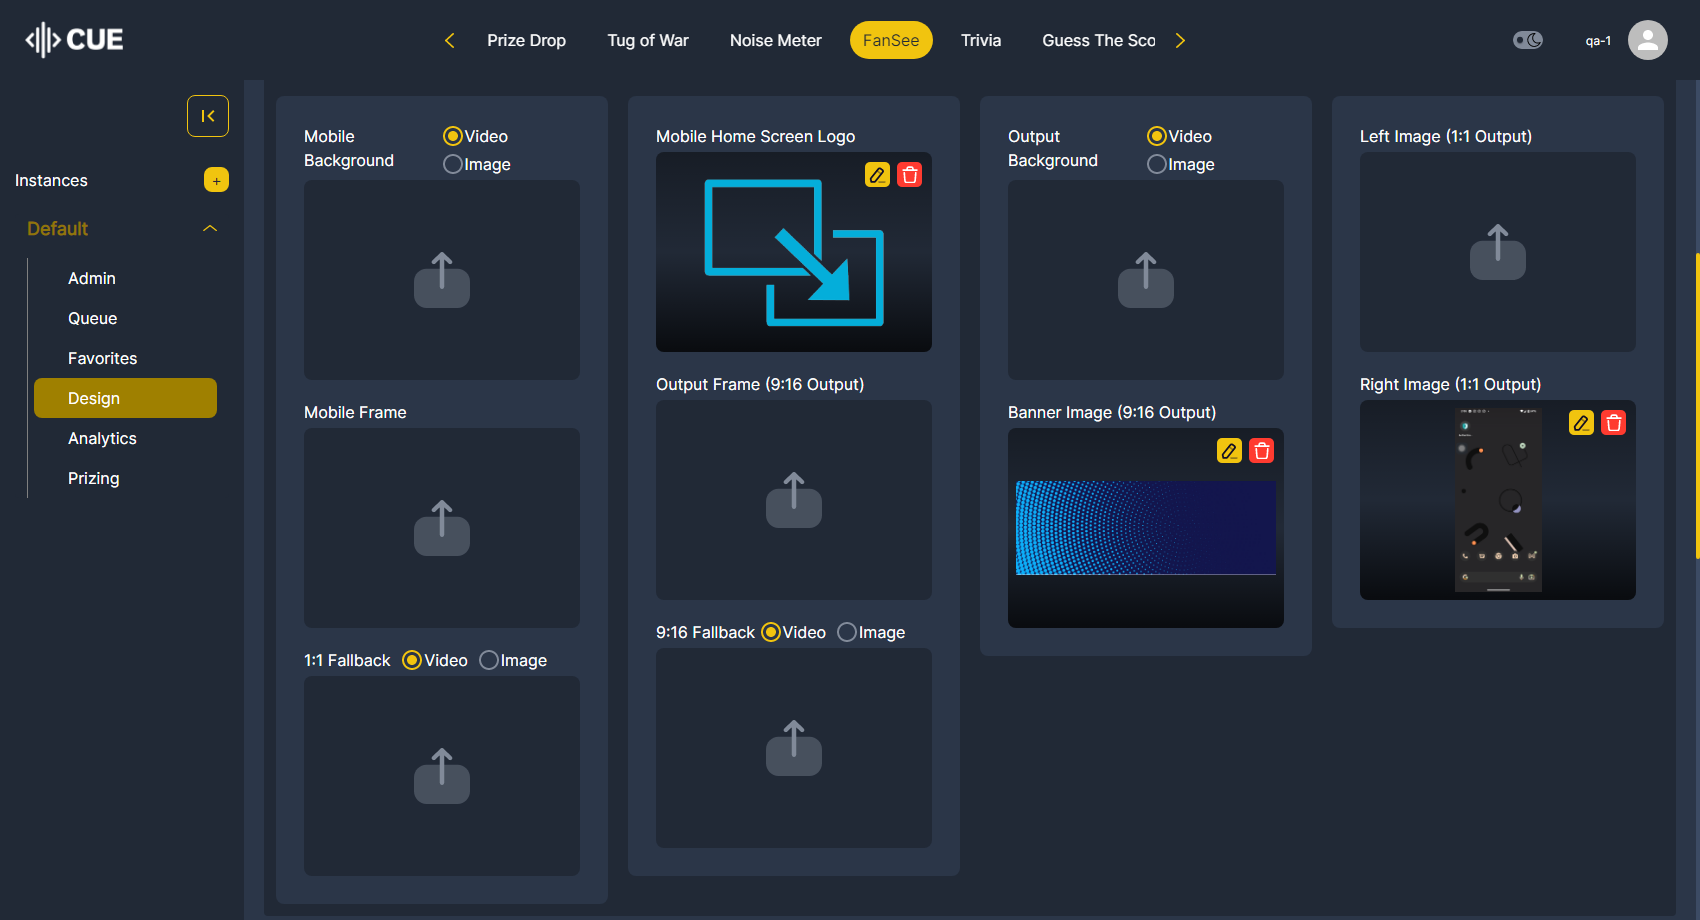 CUE
Prize Drop
Tug of War
Noise Meter
FanSee
Trivia
Guess The Sco
qa-1
Instances
+
Default
Admin
Queue
Favorites
Design
Analytics
Prizing
Mobile
Background
Video
Image
Mobile Frame
1:1 Fallback
Video
Image
Mobile Home Screen Logo
Output Frame (9:16 Output)
9:16 Fallback
Video
Image
Output
Background
Video
Image
Banner Image (9:16 Output)
Left Image (1:1 Output)
Right Image (1:1 Output)